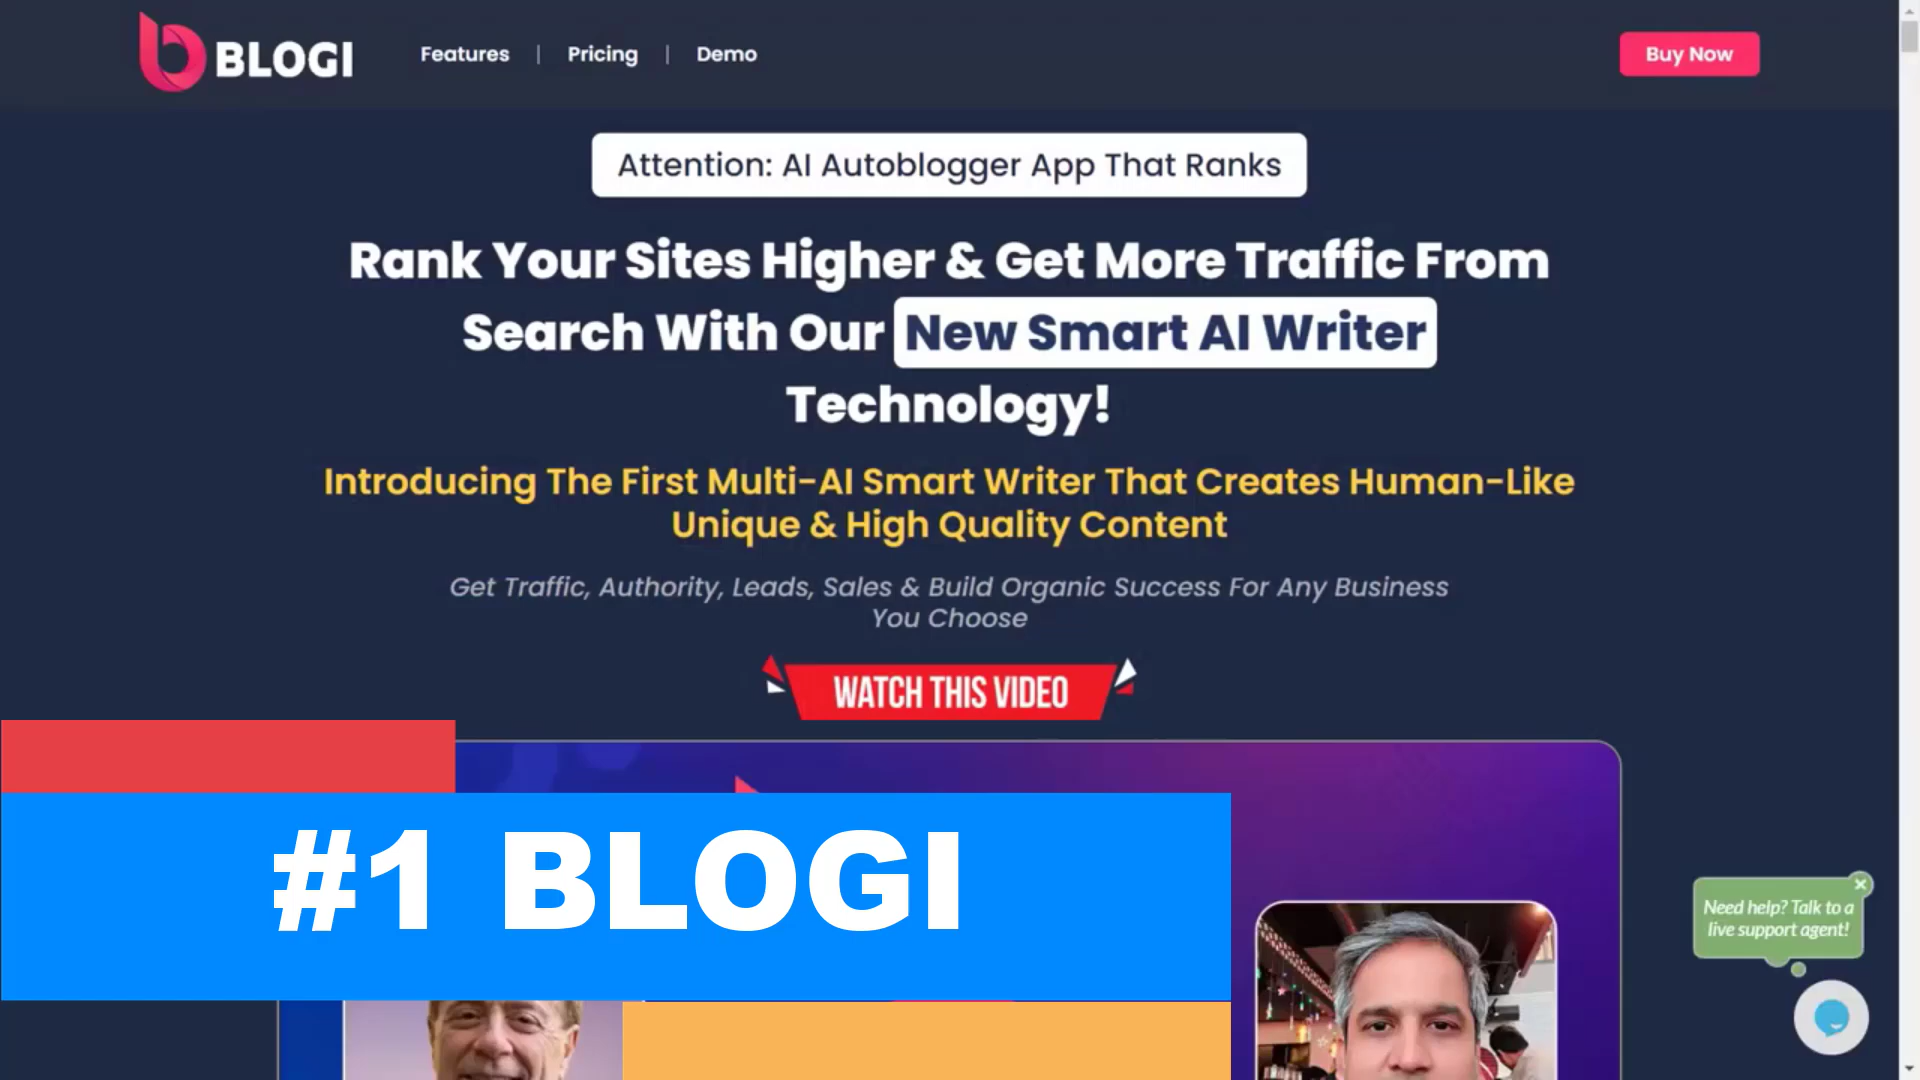 BLOGI
Features | Pricing | Demo
Buy Now
Attention: AI Autoblogger App That Ranks
Rank Your Sites Higher & Get More Traffic From
Search With Our New Smart AI Writer
Technology!
Introducing The First Multi-AI Smart Writer That Creates Human-Like
Unique & High Quality Content
Get Traffic, Authority, Leads, Sales & Build Organic Success For Any Business
You Choose
WATCH THIS VIDEO
#1 BLOGI
Need help? Talk to a
live support agent!